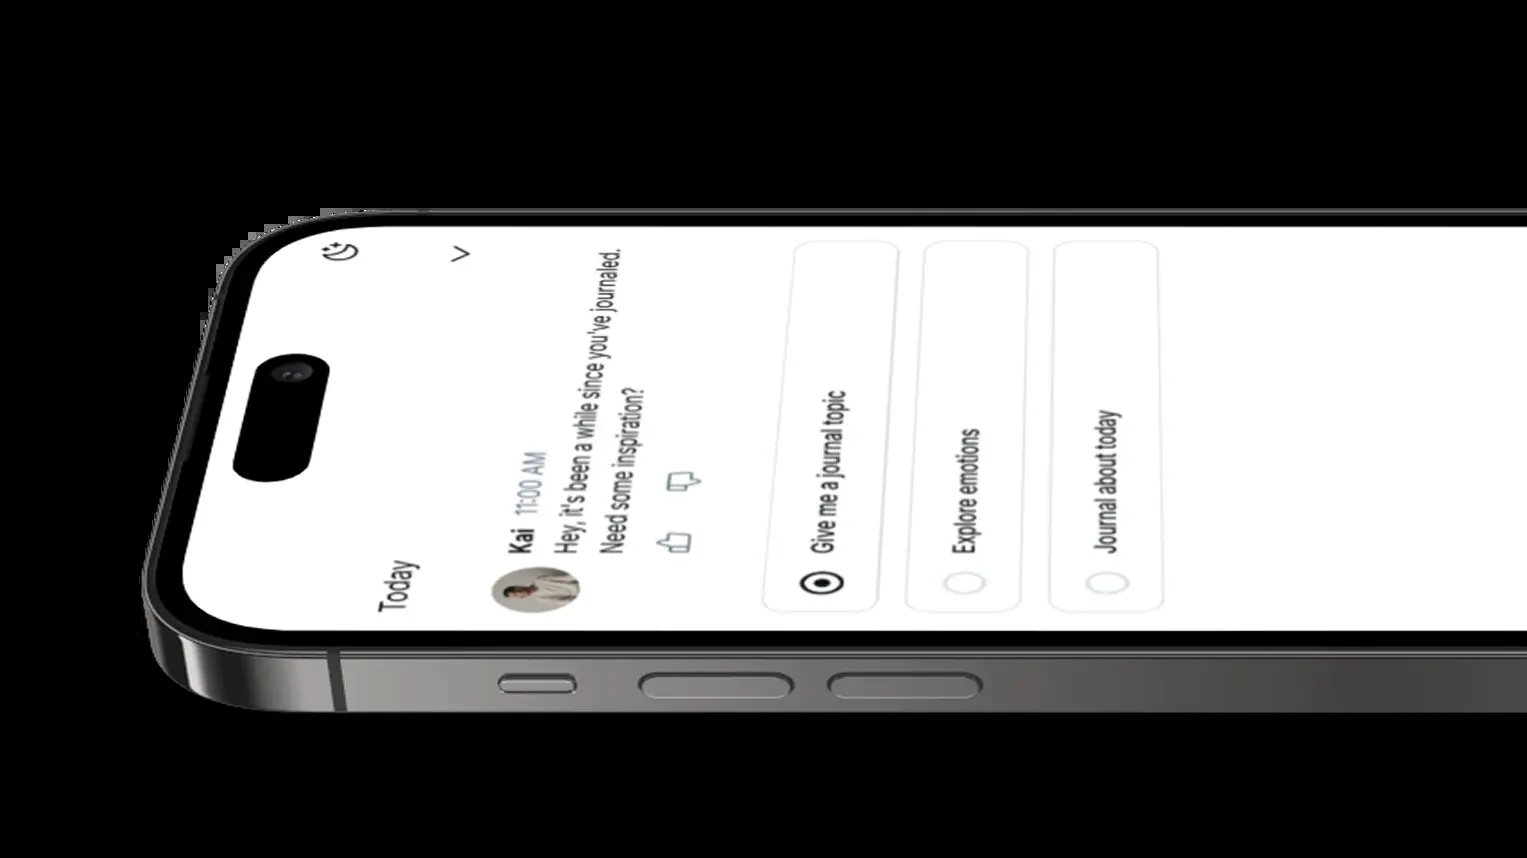 Today
Kai 11:00 AM
Hey, it's been a while since you've journaled.
Need some inspiration?
Give me a journal topic
Explore emotions
Journal about today